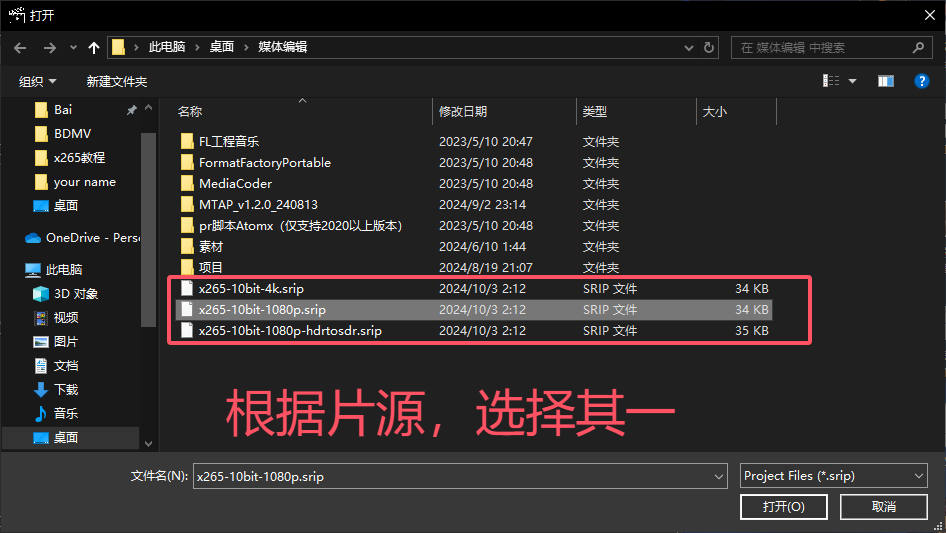 打开
此电脑 › 桌面 › 媒体编辑
在 媒体编辑 中搜索
组织 新建文件夹
名称 修改日期 类型 大小
Bai
BDMV
x265教程
your name
桌面
OneDrive - Perso
此电脑
3D 对象
视频
图片
文档
下载
音乐
桌面
FL工程音乐 2023/5/10 20:47 文件夹
FormatFactoryPortable 2023/5/10 20:48 文件夹
MediaCoder 2023/5/10 20:48 文件夹
MTAP_v1.2.0_240813 2024/9/2 23:14 文件夹
pr脚本Atomx（仅支持2020以上版本） 2023/5/10 20:48 文件夹
素材 2024/6/10 1:44 文件夹
项目 2024/8/19 21:07 文件夹
x265-10bit-4k.srip 2024/10/3 2:12 SRIP 文件 34 KB
x265-10bit-1080p.srip 2024/10/3 2:12 SRIP 文件 34 KB
x265-10bit-1080p-hdrtosdr.srip 2024/10/3 2:12 SRIP 文件 35 KB
根据片源，选择其一
文件名(N): x265-10bit-1080p.srip Project Files (*.srip)
打开(O) 取消